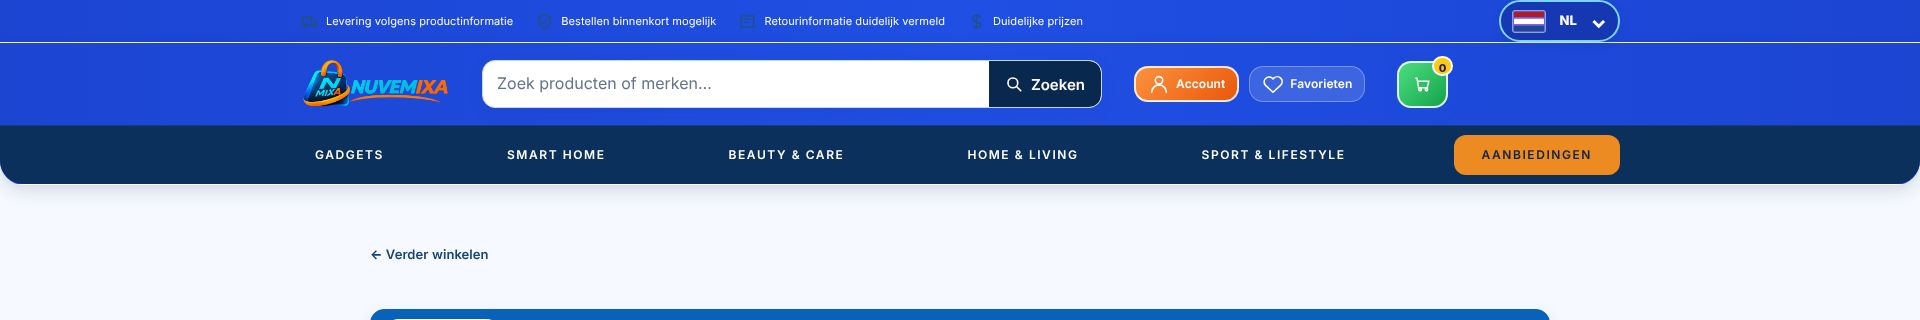 Levering volgens productinformatie
Bestellen binnenkort mogelijk
Retourinformatie duidelijk vermeld
Duidelijke prijzen
NL
N MIXA NUVEMIXA
Zoek producten of merken...
Zoeken
Account
Favorieten
0
GADGETS
SMART HOME
BEAUTY & CARE
HOME & LIVING
SPORT & LIFESTYLE
AANBIEDINGEN
← Verder winkelen